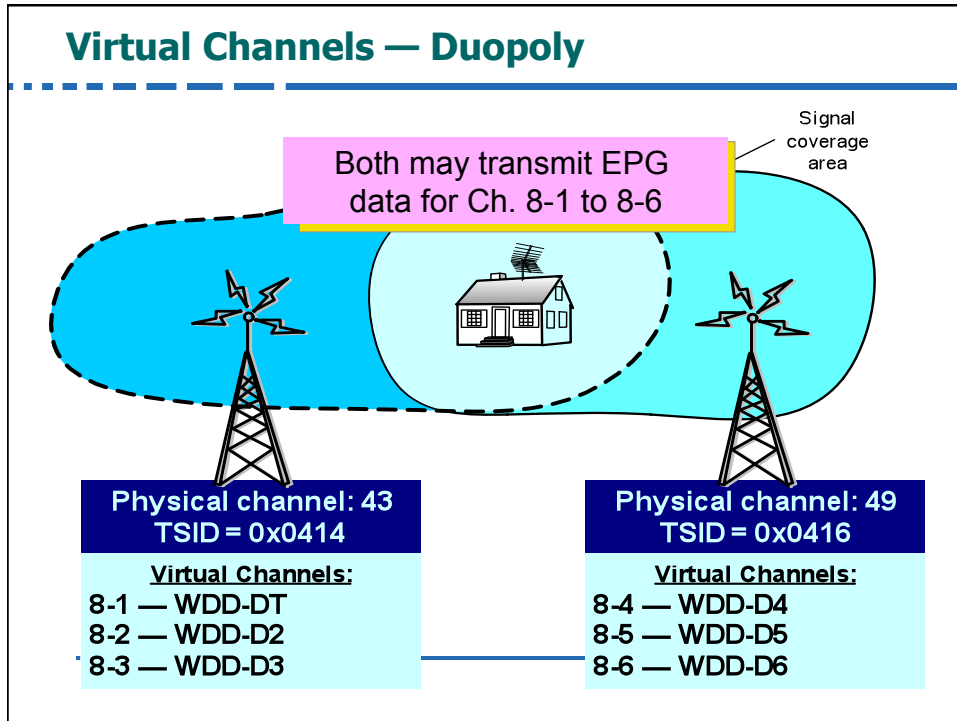 Virtual Channels — Duopoly
Signal
coverage
area
Both may transmit EPG
data for Ch. 8-1 to 8-6
Physical channel: 43
TSID = 0x0414
Virtual Channels:
8-1 — WDD-DT
8-2 — WDD-D2
8-3 — WDD-D3
Physical channel: 49
TSID = 0x0416
Virtual Channels:
8-4 — WDD-D4
8-5 — WDD-D5
8-6 — WDD-D6